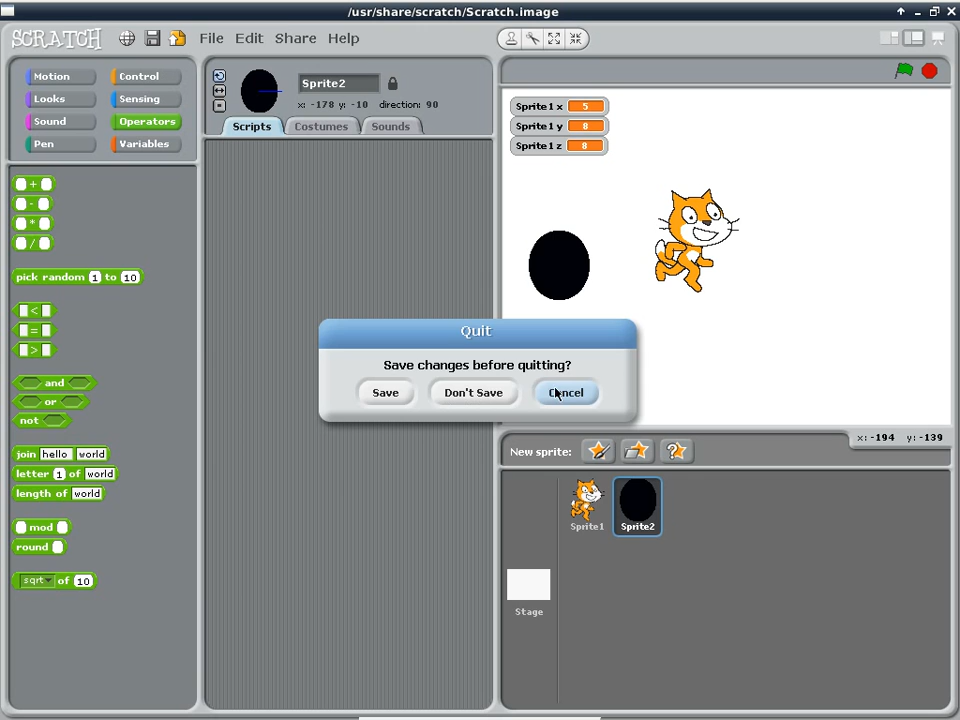 /usr/share/scratch/Scratch.image
SCRATCH File Edit Share Help
Motion Control
Looks Sensing
Sound Operators
Pen Variables
Sprite2
x: -178 y: -10 direction: 90
Scripts Costumes Sounds
+
-
*
/
pick random 1 to 10
<
=
>
and
or
not
join hello world
letter 1 of world
length of world
mod
round
sqrt of 10
Sprite1 x 5
Sprite1 y 8
Sprite1 z 8
Quit
Save changes before quitting?
Save Don't Save Cancel
x: -194 y: -139
New sprite:
Sprite1 Sprite2
Stage